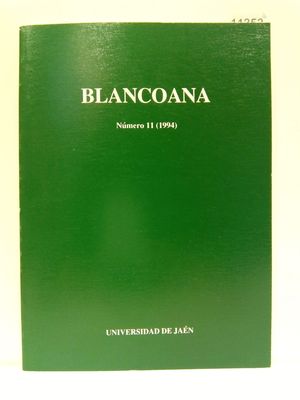 BLANCOANA
Número 11 (1994)
UNIVERSIDAD DE JAÉN